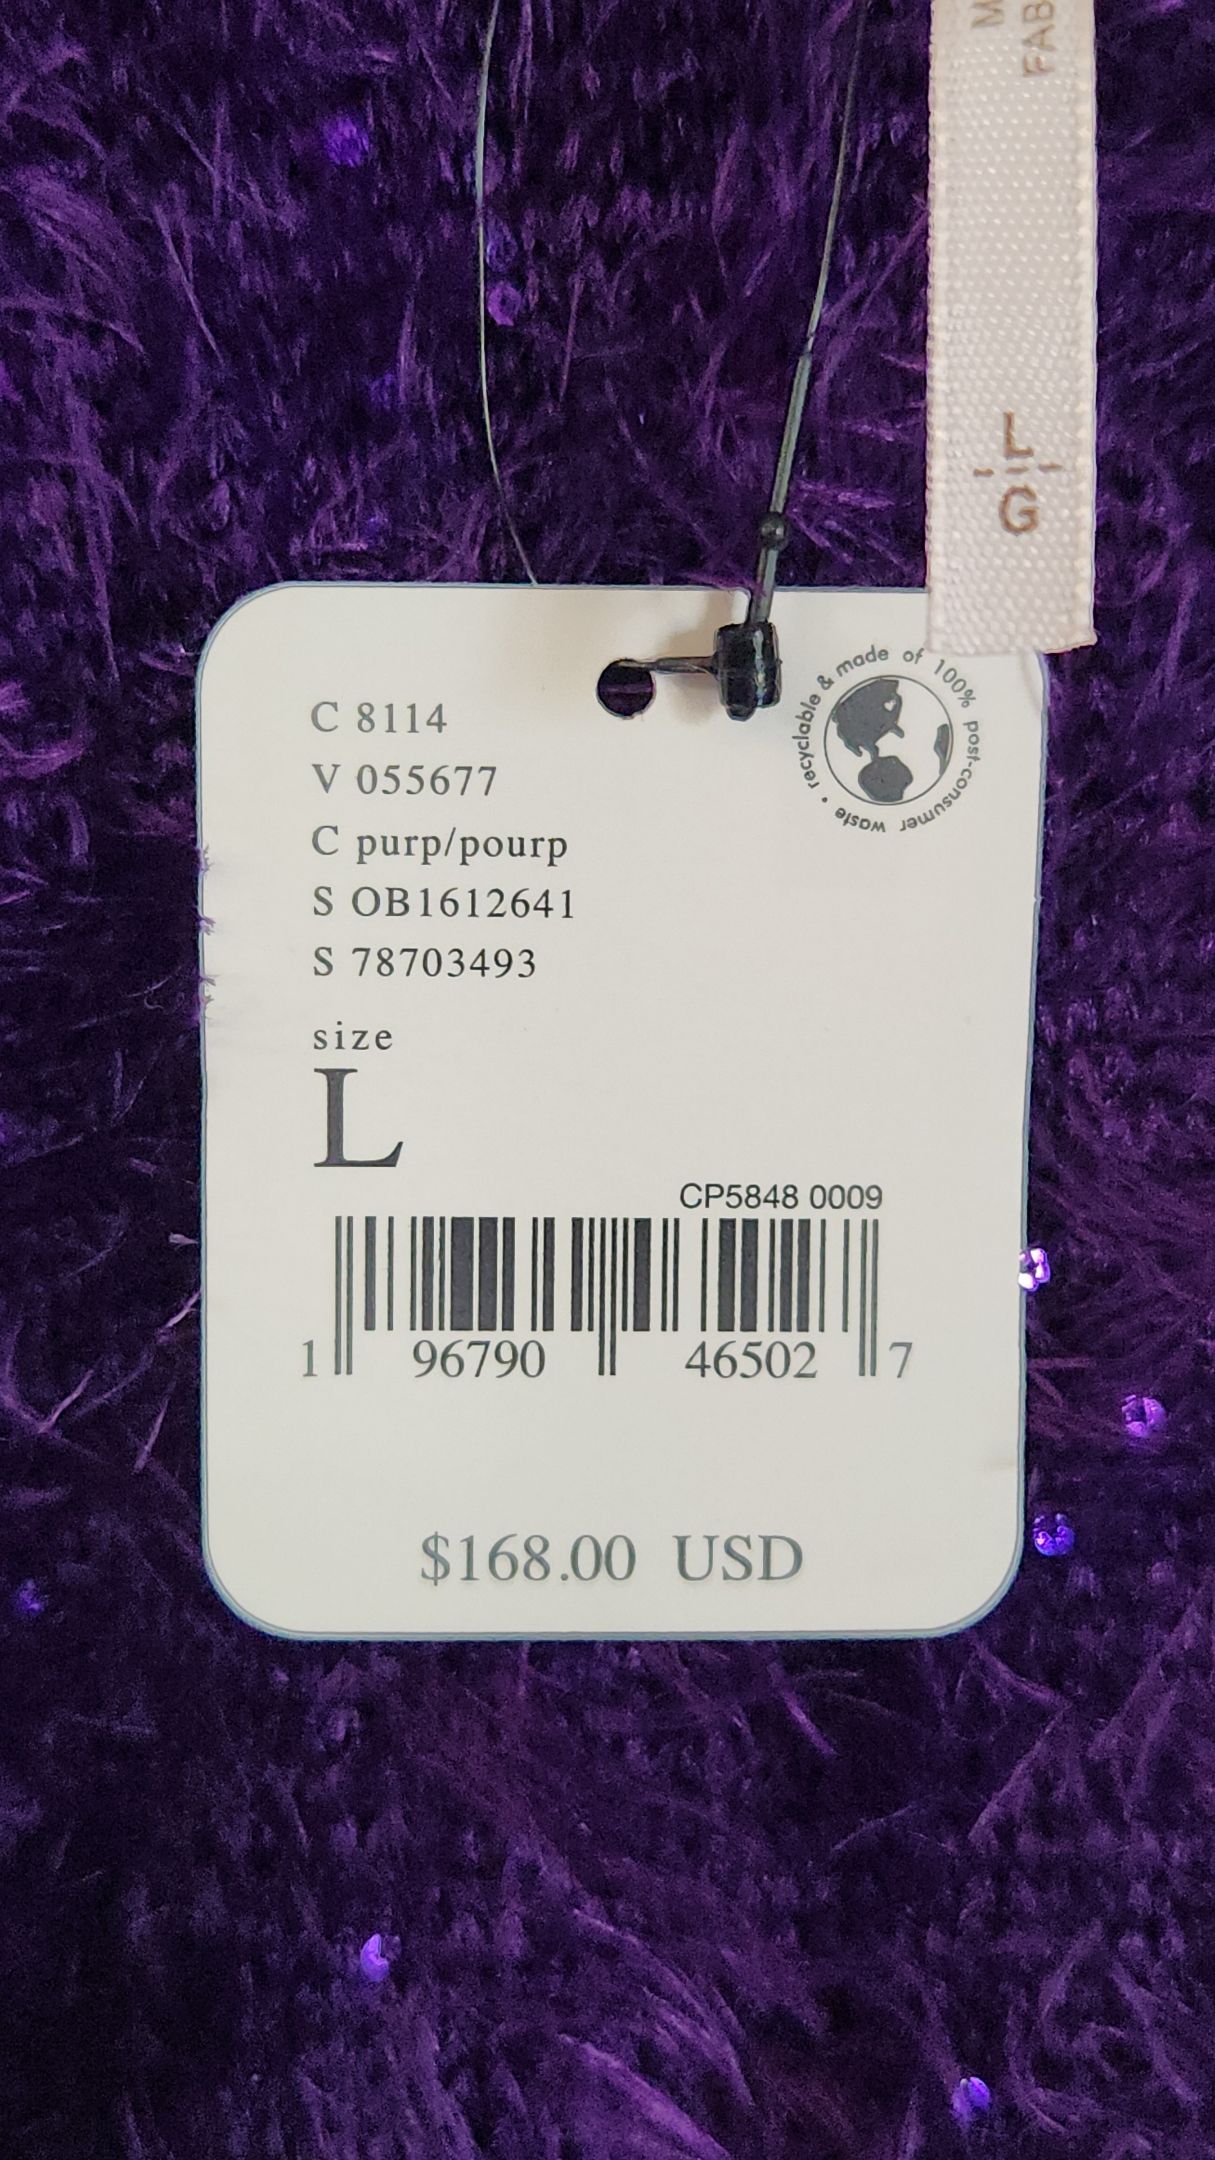 M
FAB
G L
recyclable & made of 100% post-consumer waste •
C 8114
V 055677
C purp/pourp
S OB1612641
S 78703493
size
L
CP5848 0009
1 96790 46502 7
$168.00 USD